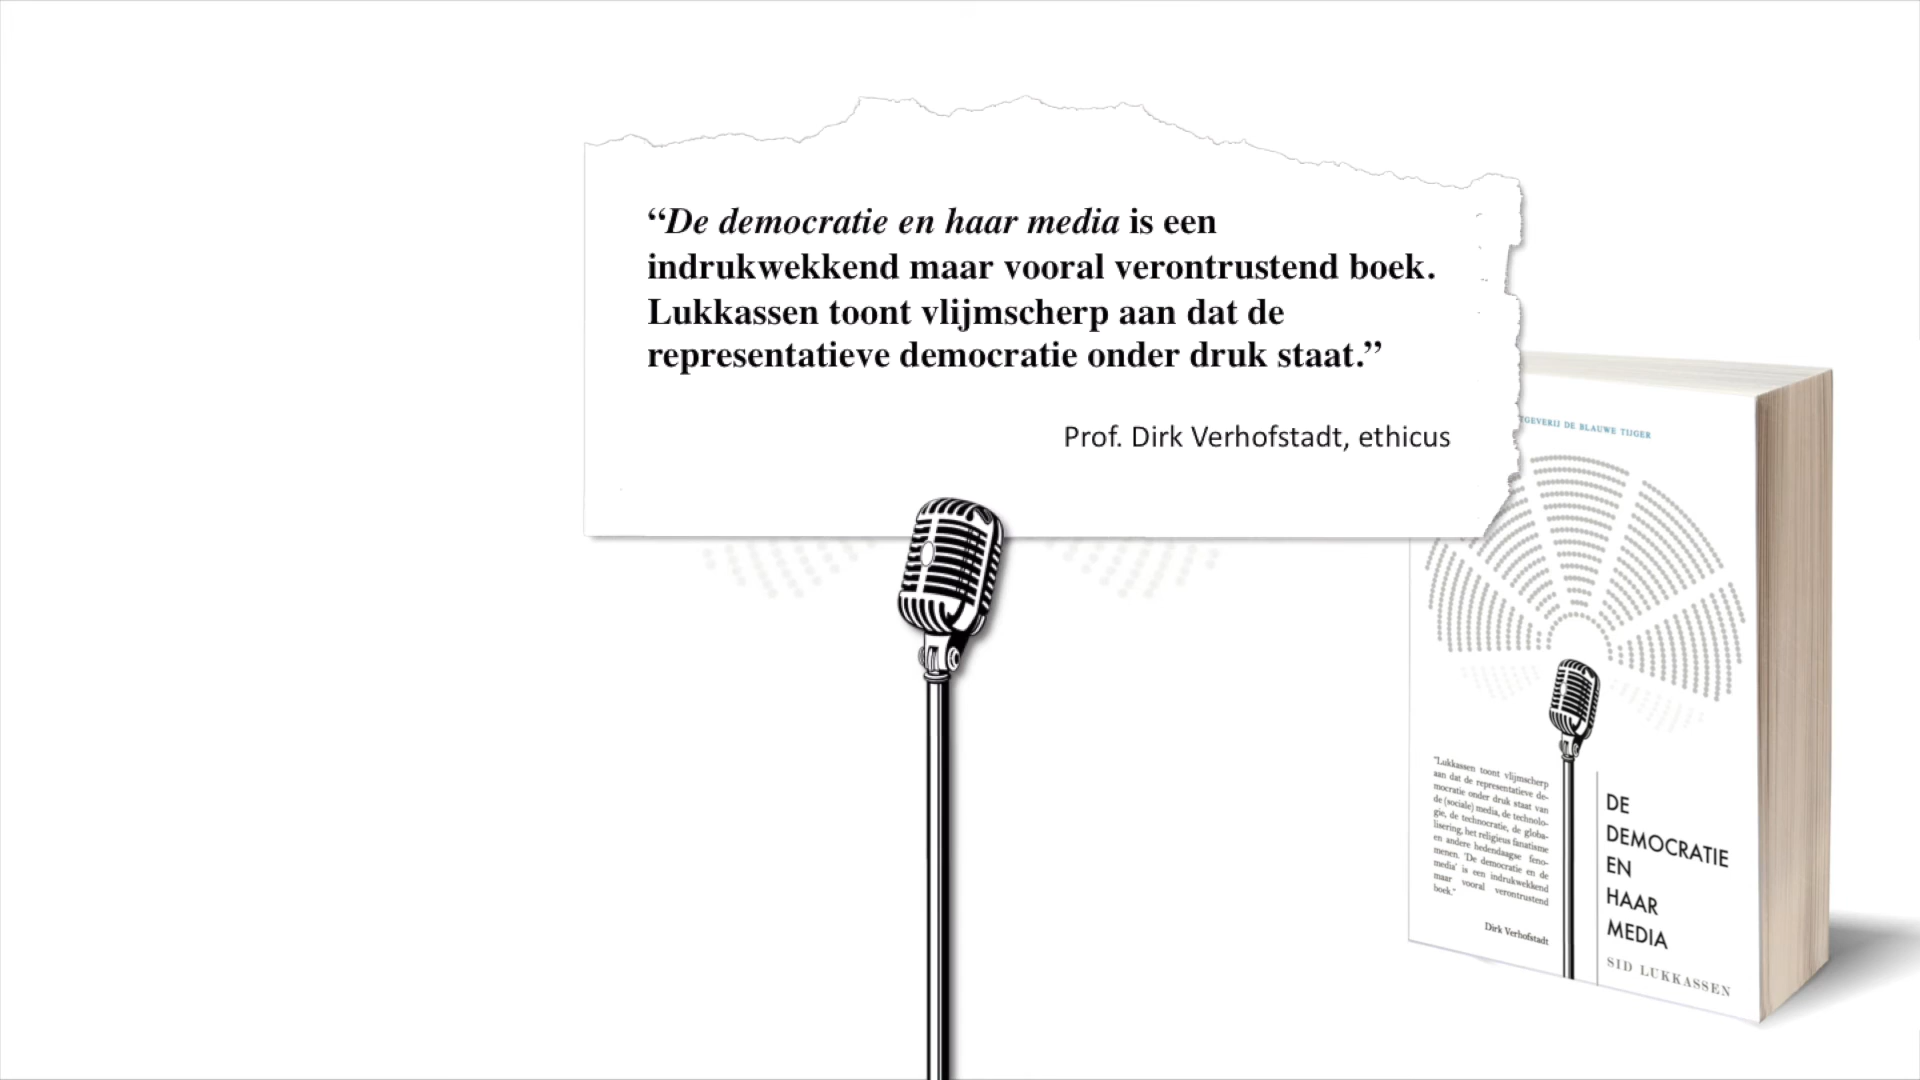 “De democratie en haar media is een
indrukwekkend maar vooral verontrustend boek.
Lukkassen toont vlijmscherp aan dat de
representatieve democratie onder druk staat.”
Prof. Dirk Verhofstadt, ethicus
DE BLAUWE TIJGER
"Lukkassen toont vlijmscherp
aan dat de representatieve de-
mocratie onder druk staat van
de (sociale) media, de technolo-
gie, de technocratie, de globa-
lisering, het religieus fanatisme
en andere hedendaagse feno-
menen. 'De democratie en de
media' is een indrukwekkend
maar vooral verontrustend
boek."
Dirk Verhofstadt
DE
DEMOCRATIE
EN
HAAR
MEDIA
SID LUKKASSEN